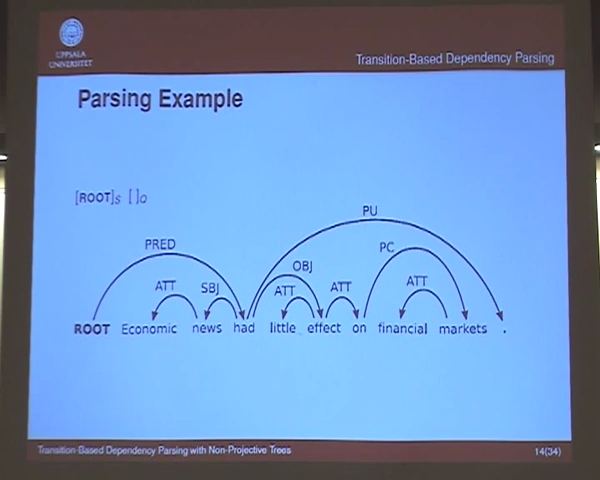 UPPSALA
UNIVERSITET
Transition-Based Dependency Parsing
Parsing Example
[ROOT]S [ ]Q
PU
PRED
PC
OBJ
ATT
SBJ
ATT
ATT
ATT
ROOT Economic news had little effect on financial markets .
Transition-Based Dependency Parsing with Non-Projective Trees
14(34)